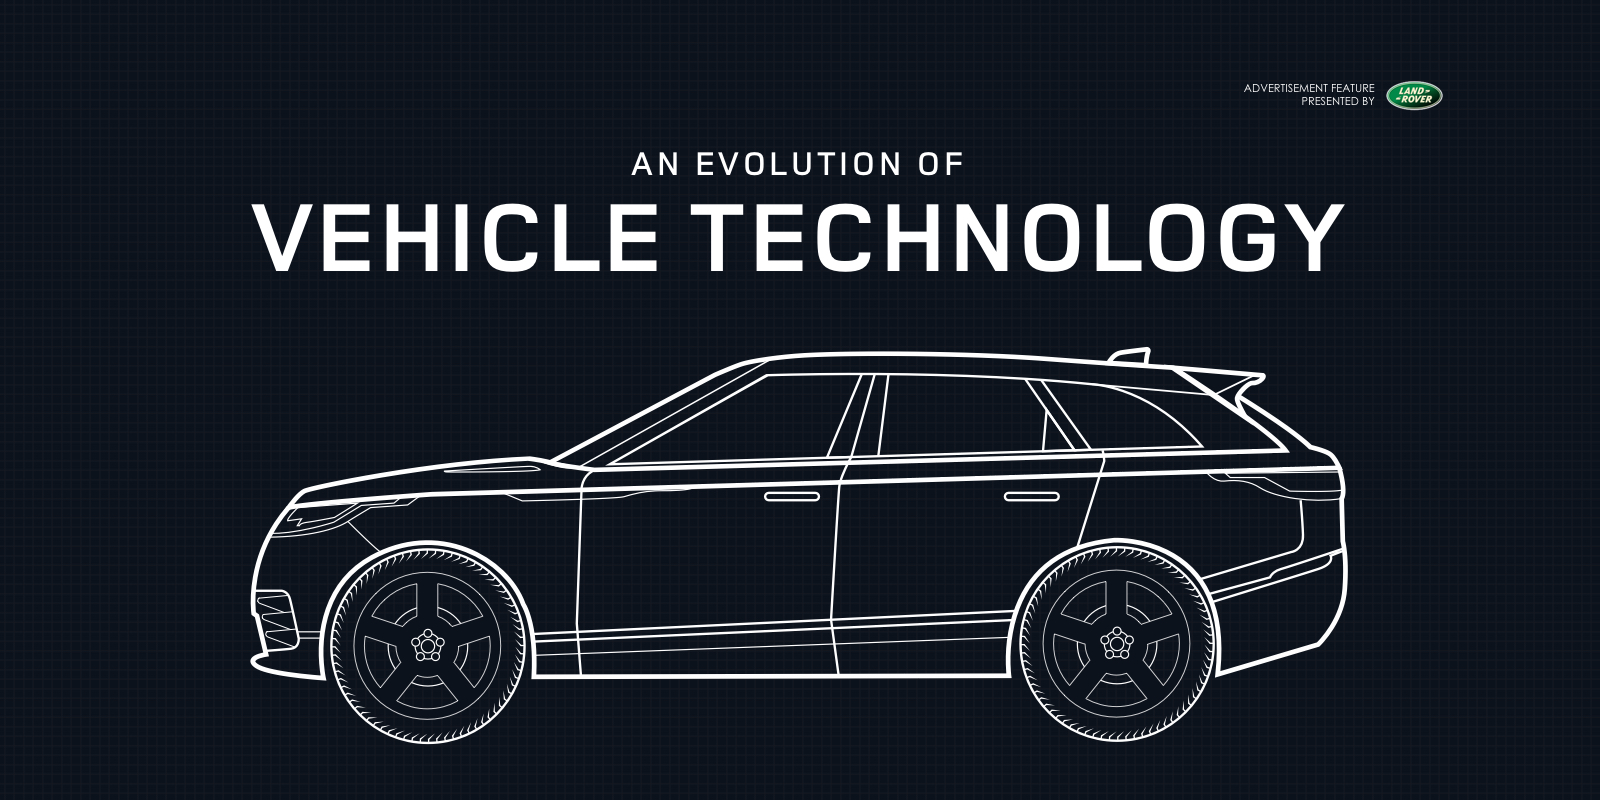 ADVERTISEMENT FEATURE
PRESENTED BY
LAND-
-ROVER
AN EVOLUTION OF
VEHICLE TECHNOLOGY